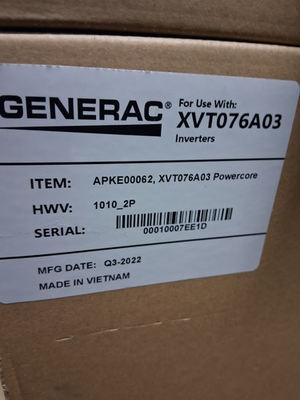 GENERAC®
For Use With:
XVT076A03
Inverters
ITEM: APKE00062, XVT076A03 Powercore
HWV: 1010_2P
SERIAL: 00010007EE1D
MFG DATE: Q3-2022
MADE IN VIETNAM